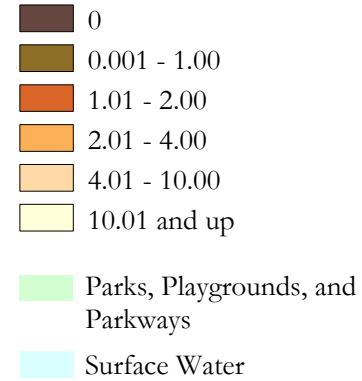 0
0.001 - 1.00
1.01 - 2.00
2.01 - 4.00
4.01 - 10.00
10.01 and up
Parks, Playgrounds, and
Parkways
Surface Water